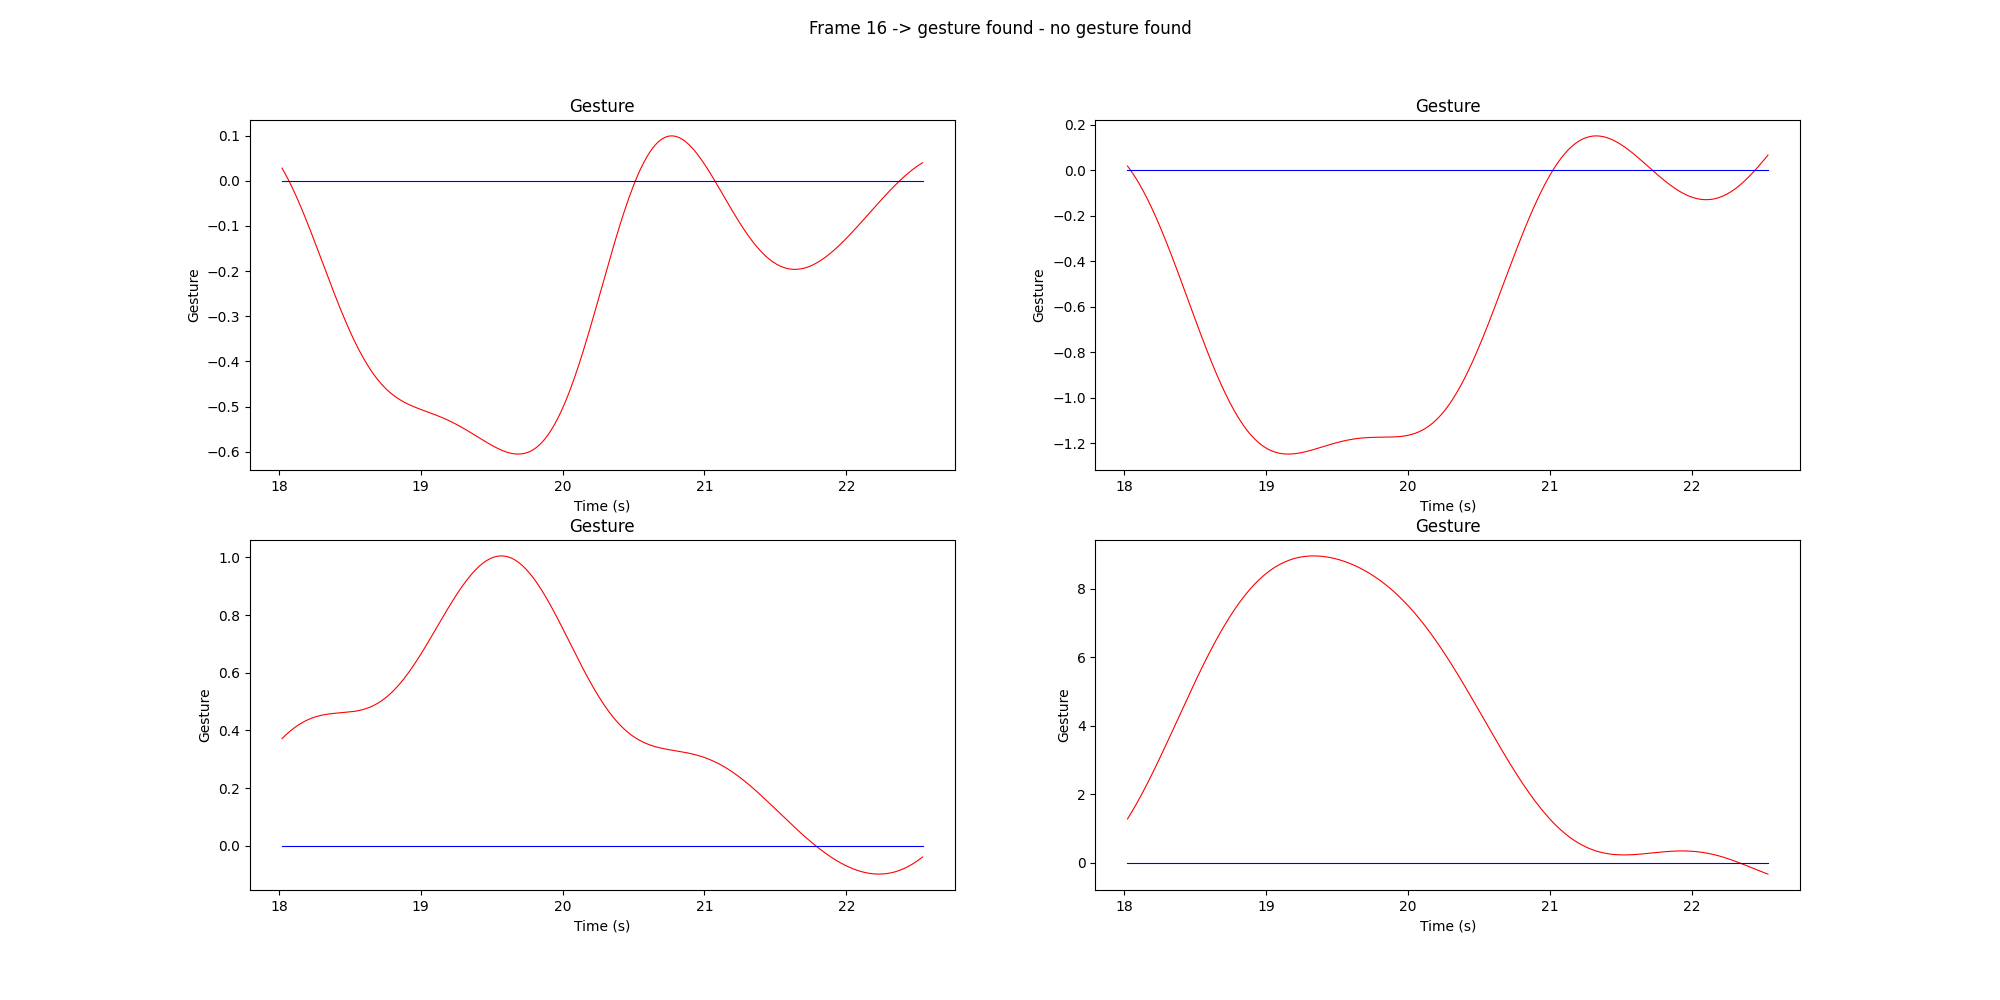 Frame 16 -> gesture found - no gesture found
Gesture
Gesture
0.1
0.0
−0.1
−0.2
−0.3
−0.4
−0.5
−0.6
Gesture
18 19 20 21 22
Time (s)
Gesture
0.2
0.0
−0.2
−0.4
−0.6
−0.8
−1.0
−1.2
Gesture
18 19 20 21 22
Time (s)
Gesture
1.0
0.8
0.6
0.4
0.2
0.0
Gesture
18 19 20 21 22
Time (s)
Gesture
8
6
4
2
0
Gesture
18 19 20 21 22
Time (s)